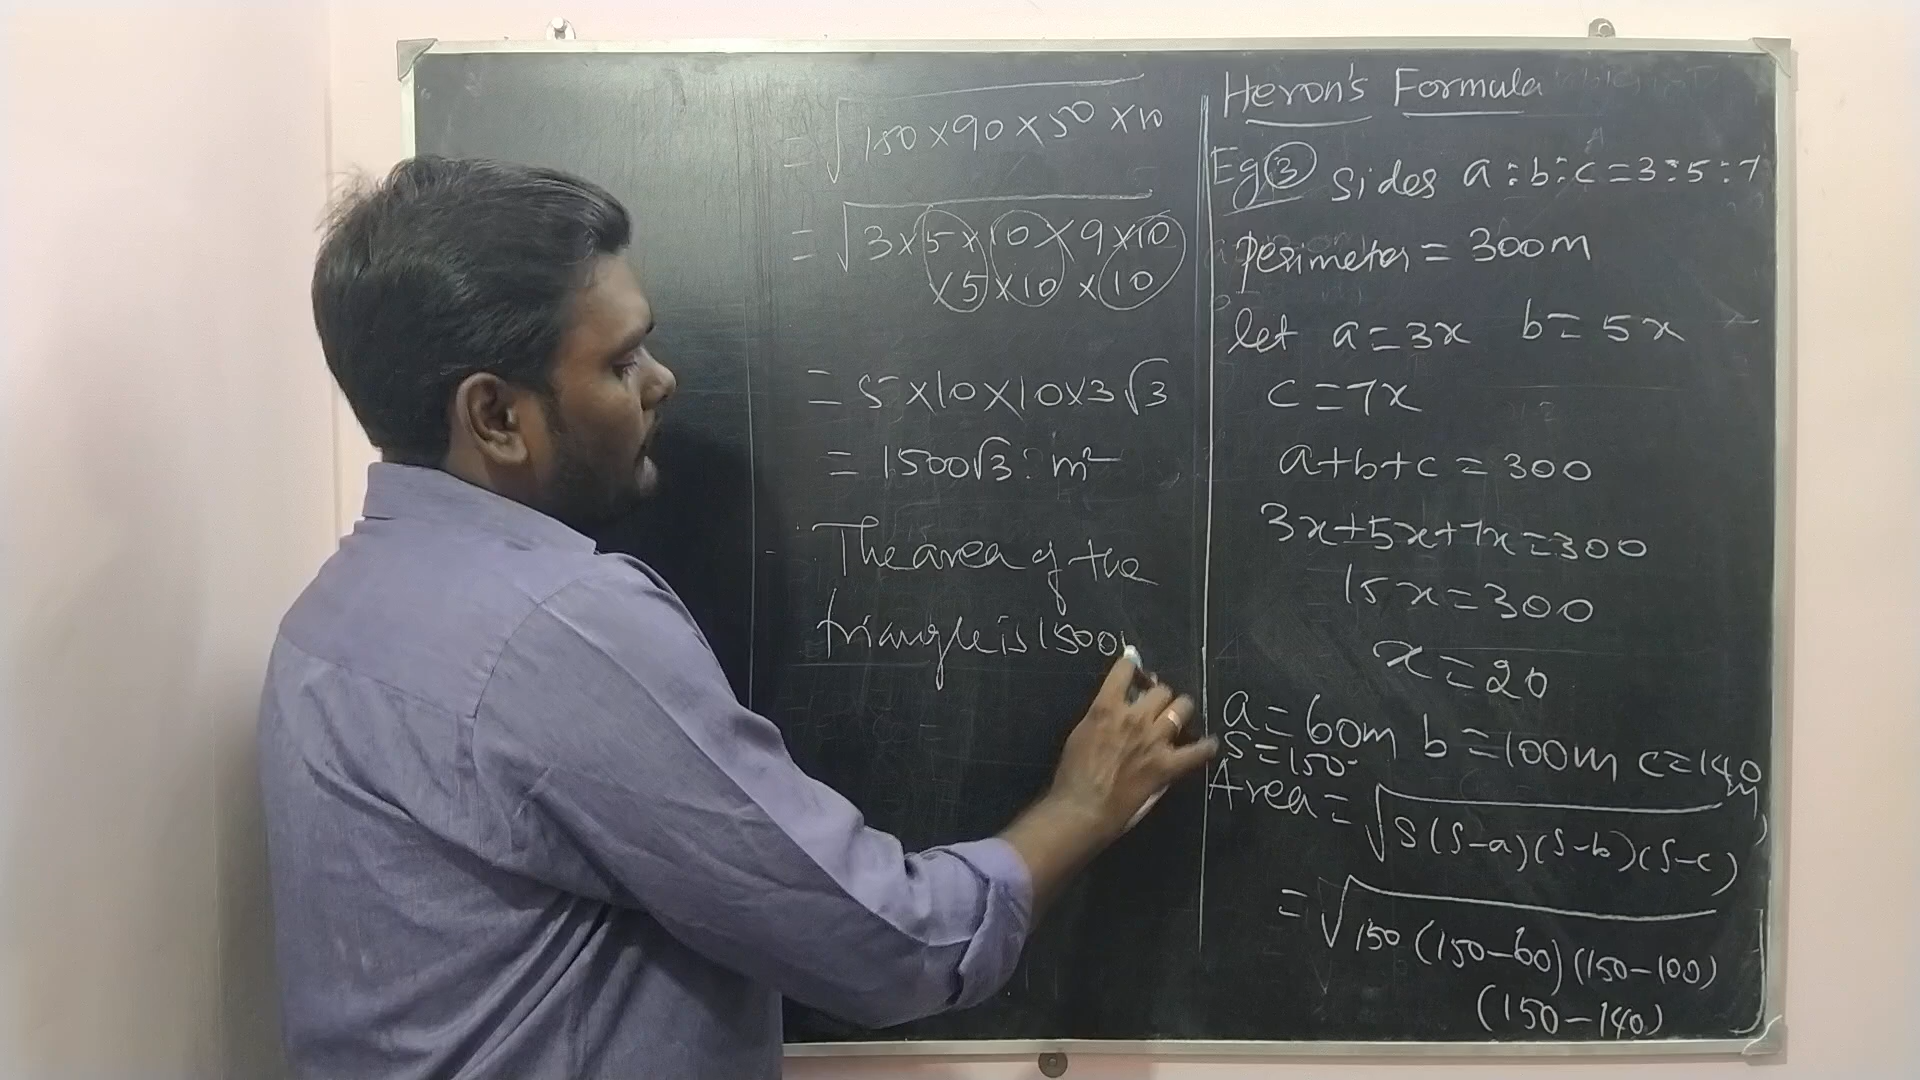 Heron's Formula
Eg ③ Sides a:b:c=3:5:7
Perimeter = 300m
let a=3x b=5x
c=7x
a+b+c=300
3x+5x+7x=300
15x=300
x=20
a=60m b=100m c=140m
S=150
Area=√S(S-a)(S-b)(S-c)
=√150(150-60)(150-100)
(150-140)
=√150×90×50×10
=√3×5×10×9×10
×5×10×10
=5×10×10×3√3
=1500√3 m²
The area of the
triangle is 1500